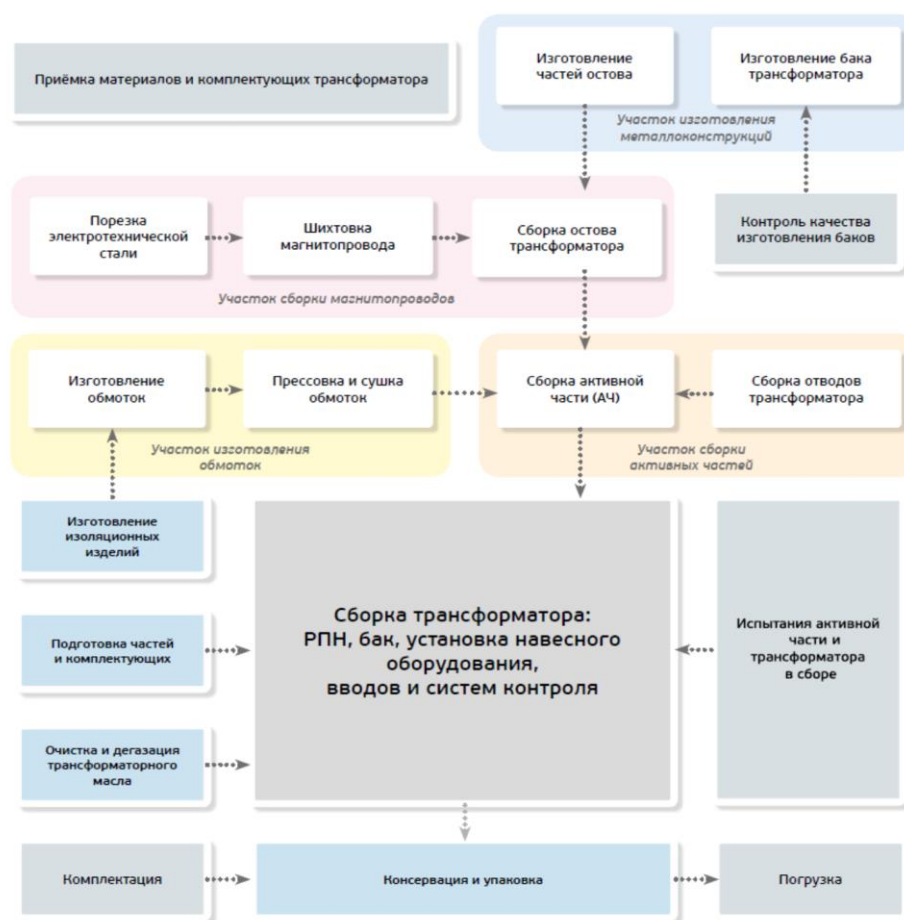 Приёмка материалов и комплектующих трансформатора
Изготовление
частей остова
Изготовление бака
трансформатора
Участок изготовления
металлоконструкций
Порезка
электротехнической
стали
Шихтовка
магнитопровода
Сборка остова
трансформатора
Контроль качества
изготовления баков
Участок сборки магнитопроводов
Изготовление
обмоток
Прессовка и сушка
обмоток
Сборка активной
части (АЧ)
Сборка отводов
трансформатора
Участок изготовления
обмоток
Участок сборки
активных частей
Изготовление
изоляционных
изделий
Подготовка частей
и комплектующих
Очистка и дегазация
трансформаторного
масла
Сборка трансформатора:
РПН, бак, установка навесного
оборудования,
вводов и систем контроля
Испытания активной
части и
трансформатора
в сборе
Комплектация
Консервация и упаковка
Погрузка